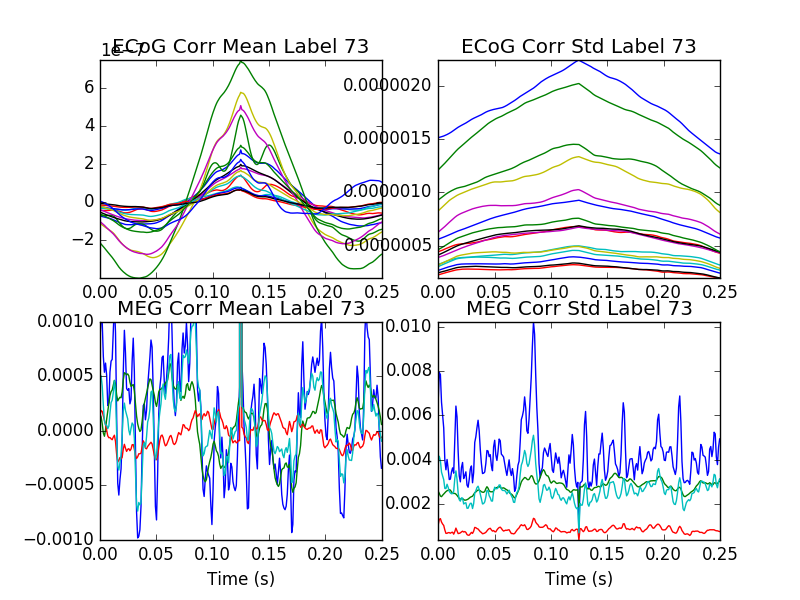 ECoG Corr Mean Label 73
1e−7
6
4
2
0
−2
0.00 0.05 0.10 0.15 0.20 0.25
ECoG Corr Std Label 73
0.0000020
0.0000015
0.0000010
0.0000005
0.00 0.05 0.10 0.15 0.20 0.25
MEG Corr Mean Label 73
0.0010
0.0005
0.0000
−0.0005
−0.0010
0.00 0.05 0.10 0.15 0.20 0.25
Time (s)
MEG Corr Std Label 73
0.010
0.008
0.006
0.004
0.002
0.00 0.05 0.10 0.15 0.20 0.25
Time (s)